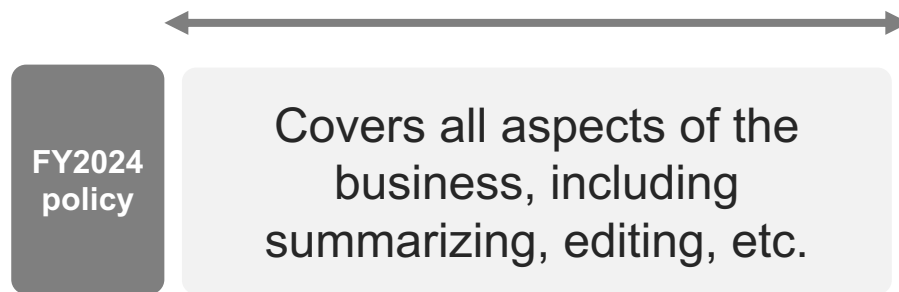 FY2024
policy
Covers all aspects of the
business, including
summarizing, editing, etc.